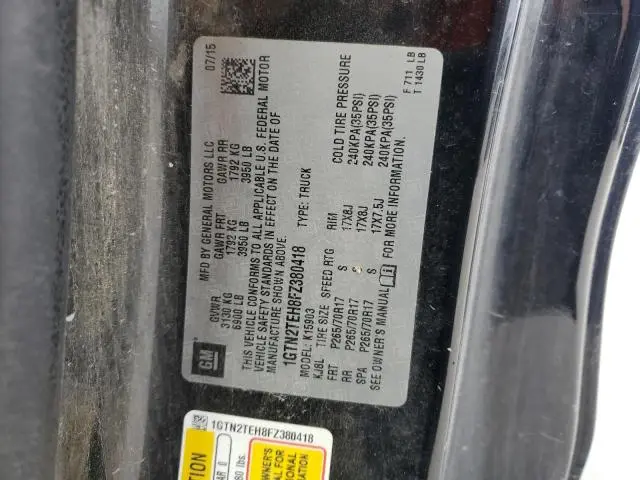 GM
MFD BY GENERAL MOTORS LLC 07/15
GVWR GAWR FRT GAWR RR
3130 KG 1792 KG 1792 KG
6900 LB 3950 LB 3950 LB
THIS VEHICLE CONFORMS TO ALL APPLICABLE U.S. FEDERAL MOTOR
VEHICLE SAFETY STANDARDS IN EFFECT ON THE DATE OF
MANUFACTURE SHOWN ABOVE.
1GTN2TEH8FZ380418 TYPE: TRUCK
MODEL: K15903
KJ8L TIRE SIZE SPEED RTG RIM COLD TIRE PRESSURE
FRT P265/70R17 S 17X8J 240KPA(35PSI)
RR P265/70R17 S 17X8J 240KPA(35PSI)
SPA P265/70R17 S 17X7.5J 240KPA(35PSI)
SEE OWNER'S MANUAL FOR MORE INFORMATION.
F 711 LB
T 1430 LB
1GTN2TEH8FZ380418